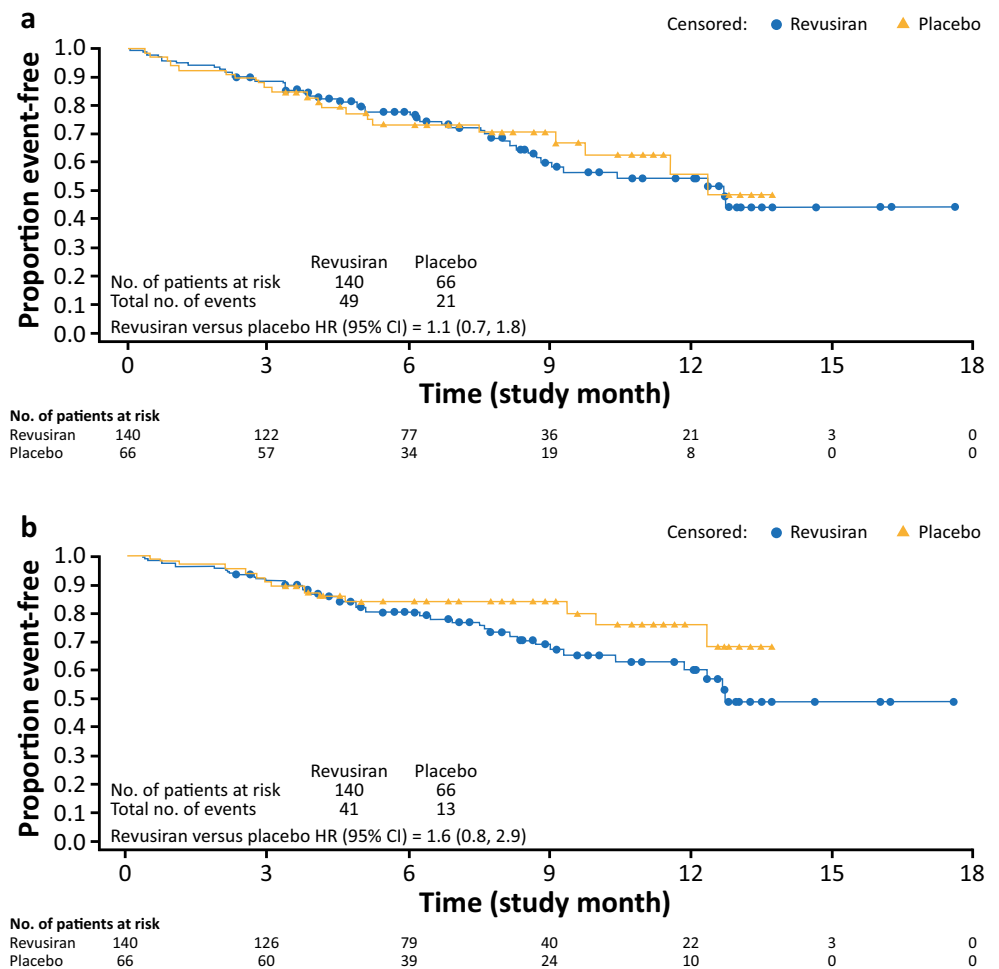 a
Censored: Revusiran Placebo
Proportion event-free
1.0
0.9
0.8
0.7
0.6
0.5
0.4
0.3
0.2
0.1
0.0
Revusiran Placebo
No. of patients at risk 140 66
Total no. of events 49 21
Revusiran versus placebo HR (95% CI) = 1.1 (0.7, 1.8)
0 3 6 9 12 15 18
Time (study month)
No. of patients at risk
Revusiran 140 122 77 36 21 3 0
Placebo 66 57 34 19 8 0 0
b
Censored: Revusiran Placebo
Proportion event-free
1.0
0.9
0.8
0.7
0.6
0.5
0.4
0.3
0.2
0.1
0.0
Revusiran Placebo
No. of patients at risk 140 66
Total no. of events 41 13
Revusiran versus placebo HR (95% CI) = 1.6 (0.8, 2.9)
0 3 6 9 12 15 18
Time (study month)
No. of patients at risk
Revusiran 140 126 79 40 22 3 0
Placebo 66 60 39 24 10 0 0